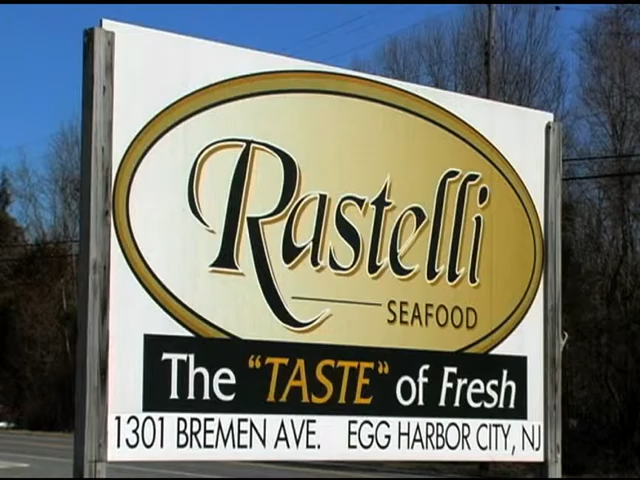 Rastelli
SEAFOOD
The "TASTE" of Fresh
1301 BREMEN AVE. EGG HARBOR CITY, NJ